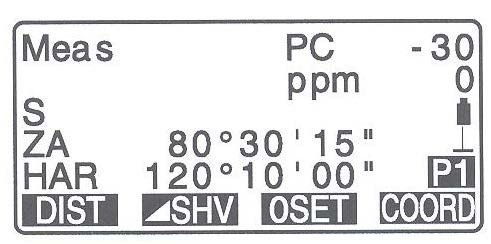 Meas PC -30
ppm 0
S
ZA 80°30'15"
HAR 120°10'00" P1
DIST ◢SHV 0SET COORD